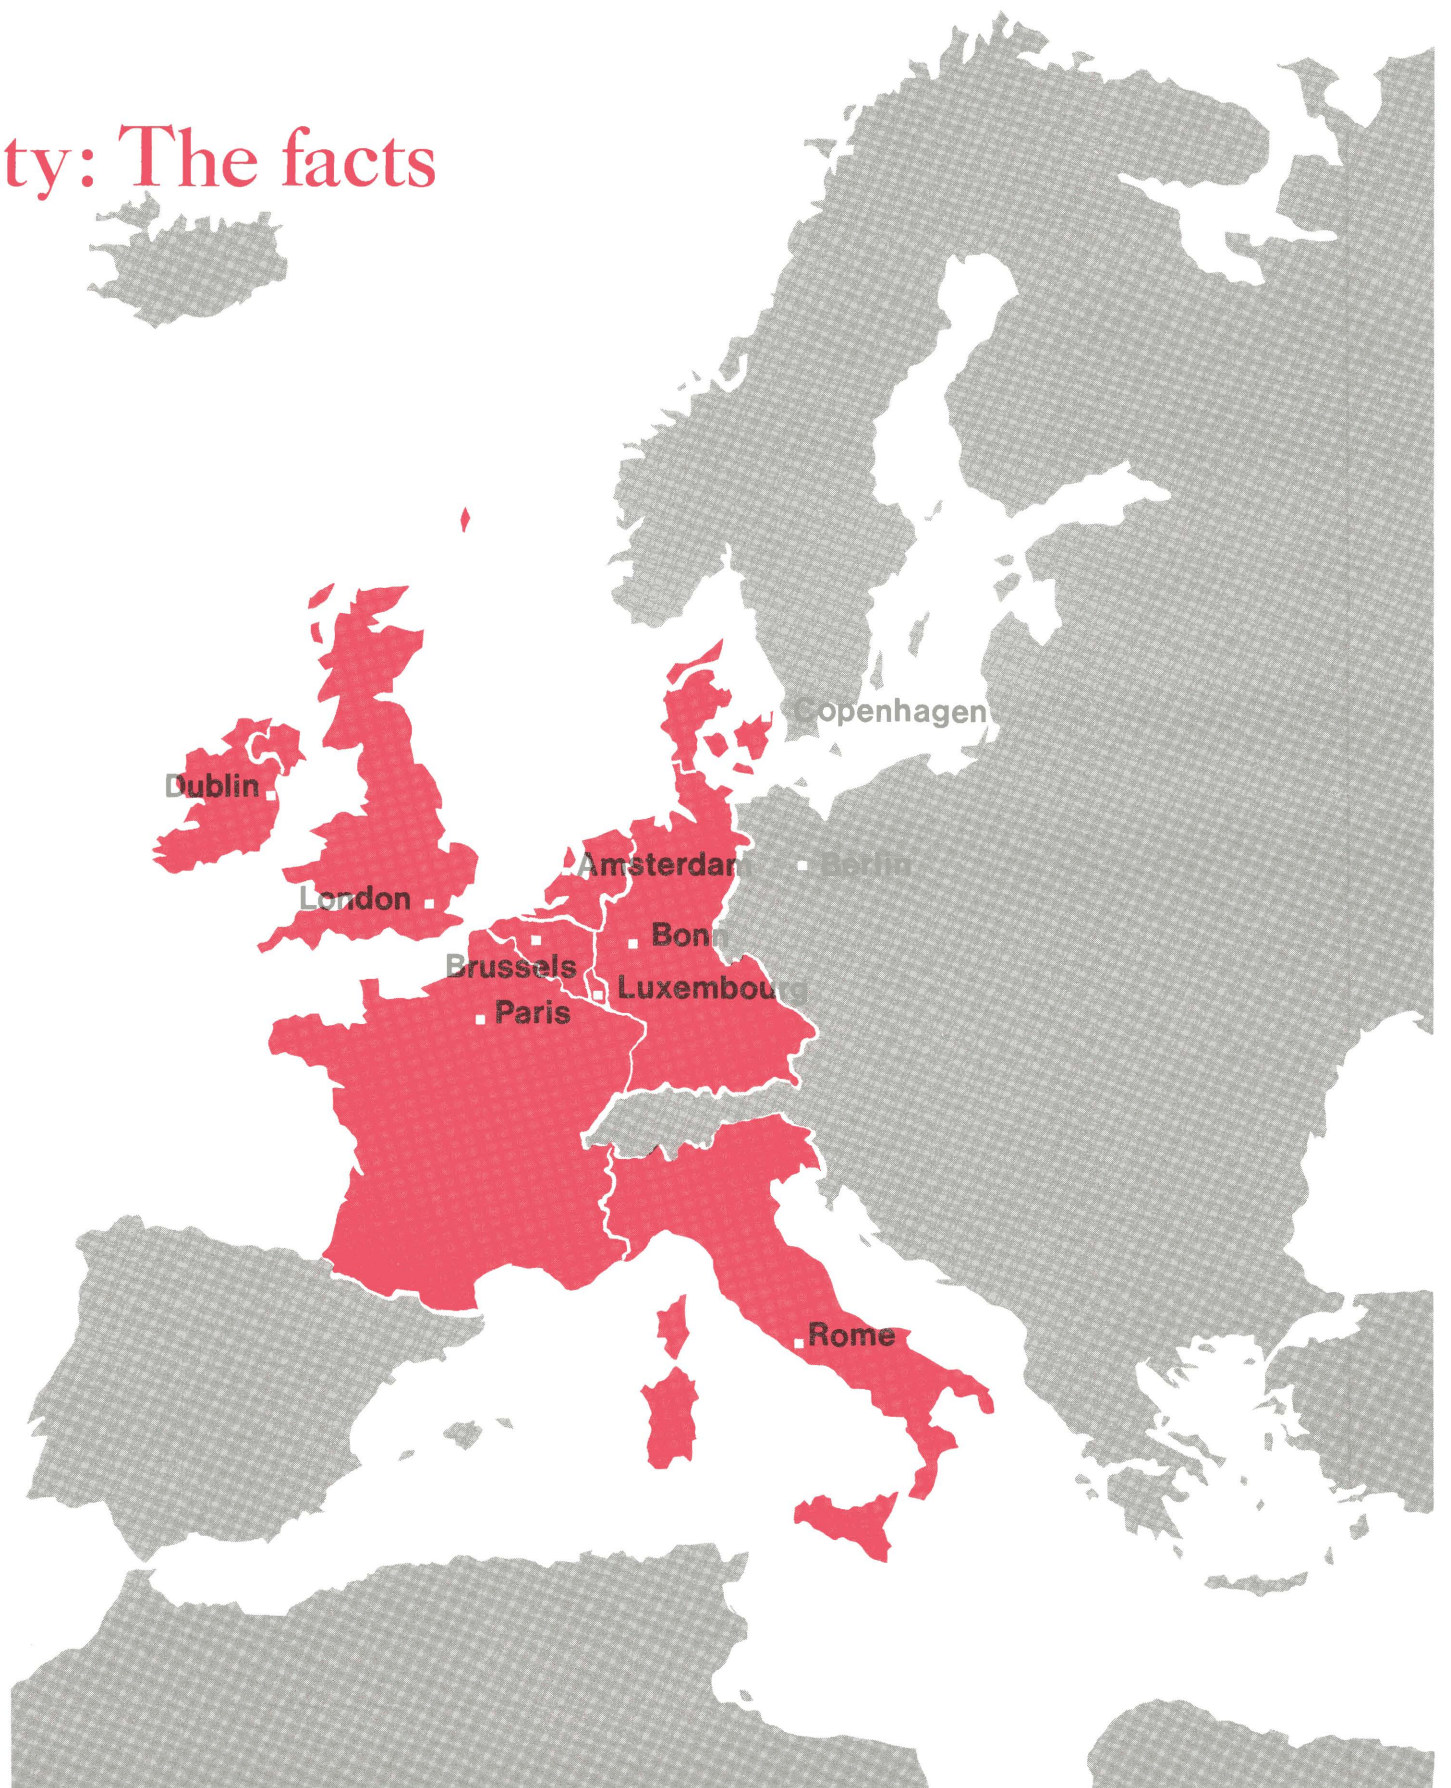 ty: The facts
Copenhagen
Dublin
Amsterdam
Berlin
London
Bonn
Brussels
Luxembourg
Paris
Rome